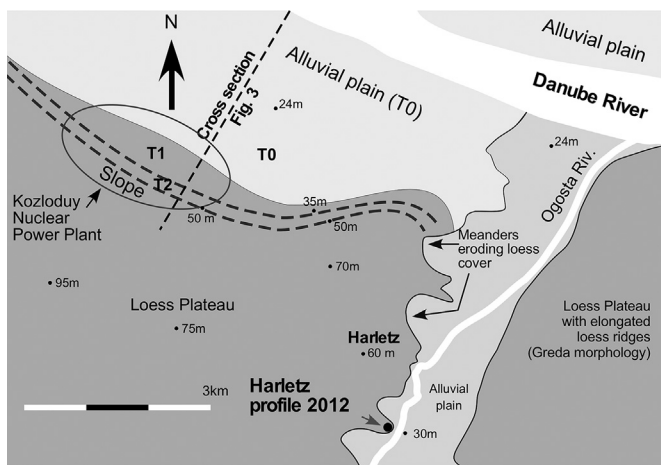 N
Alluvial plain
Alluvial plain (T0)
Danube River
Cross section
Fig. 3
24m
24m
T1
T0
T2
Slope
Ogosta Riv.
Kozloduy
Nuclear
Power Plant
50 m
35m
50m
Meanders
eroding loess
cover
70m
95m
Loess Plateau
75m
Harletz
60 m
Loess Plateau
with elongated
loess ridges
(Greda morphology)
3km
Harletz
profile 2012
Alluvial
plain
30m